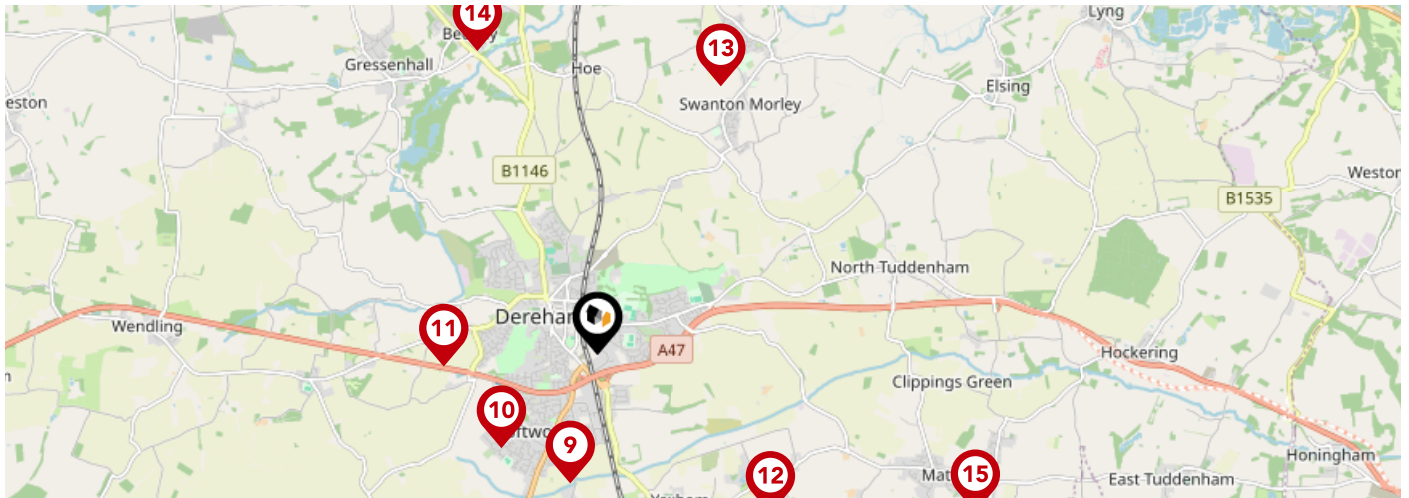 14
Lyng
13
Gressenhall
Hoe
Elsing
eston
Swanton Morley
B1146
Weston
B1535
North Tuddenham
Dereham
11
Wendling
A47
Hockering
Clippings Green
10
9
Honingham
12
15
East Tuddenham